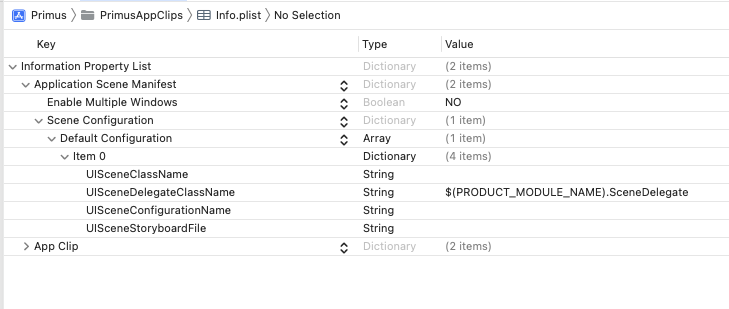 Primus PrimusAppClips Info.plist No Selection
Key Type Value
Information Property List Dictionary (2 items)
Application Scene Manifest Dictionary (2 items)
Enable Multiple Windows Boolean NO
Scene Configuration Dictionary (1 item)
Default Configuration Array (1 item)
Item 0 Dictionary (4 items)
UISceneClassName String
UISceneDelegateClassName String $(PRODUCT_MODULE_NAME).SceneDelegate
UISceneConfigurationName String
UISceneStoryboardFile String
App Clip Dictionary (2 items)